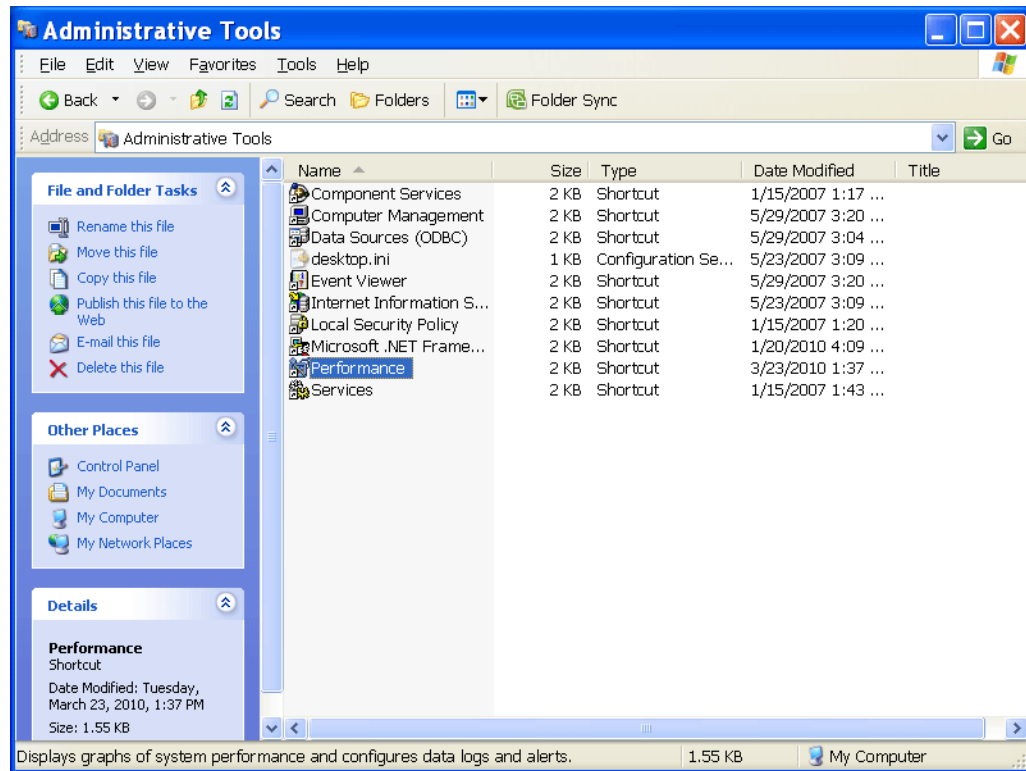 Administrative Tools
File Edit View Favorites Tools Help
Back Search Folders Folder Sync
Address Administrative Tools Go
File and Folder Tasks
Rename this file
Move this file
Copy this file
Publish this file to the
Web
E-mail this file
Delete this file
Other Places
Control Panel
My Documents
My Computer
My Network Places
Details
Performance
Shortcut
Date Modified: Tuesday,
March 23, 2010, 1:37 PM
Size: 1.55 KB
Name Size Type Date Modified Title
Component Services 2 KB Shortcut 1/15/2007 1:17 ...
Computer Management 2 KB Shortcut 5/29/2007 3:20 ...
Data Sources (ODBC) 2 KB Shortcut 5/29/2007 3:04 ...
desktop.ini 1 KB Configuration Se... 5/23/2007 3:09 ...
Event Viewer 2 KB Shortcut 5/29/2007 3:20 ...
Internet Information S... 2 KB Shortcut 5/23/2007 3:09 ...
Local Security Policy 2 KB Shortcut 1/15/2007 1:20 ...
Microsoft .NET Frame... 2 KB Shortcut 1/20/2010 4:09 ...
Performance 2 KB Shortcut 3/23/2010 1:37 ...
Services 2 KB Shortcut 1/15/2007 1:43 ...
Displays graphs of system performance and configures data logs and alerts. 1.55 KB My Computer